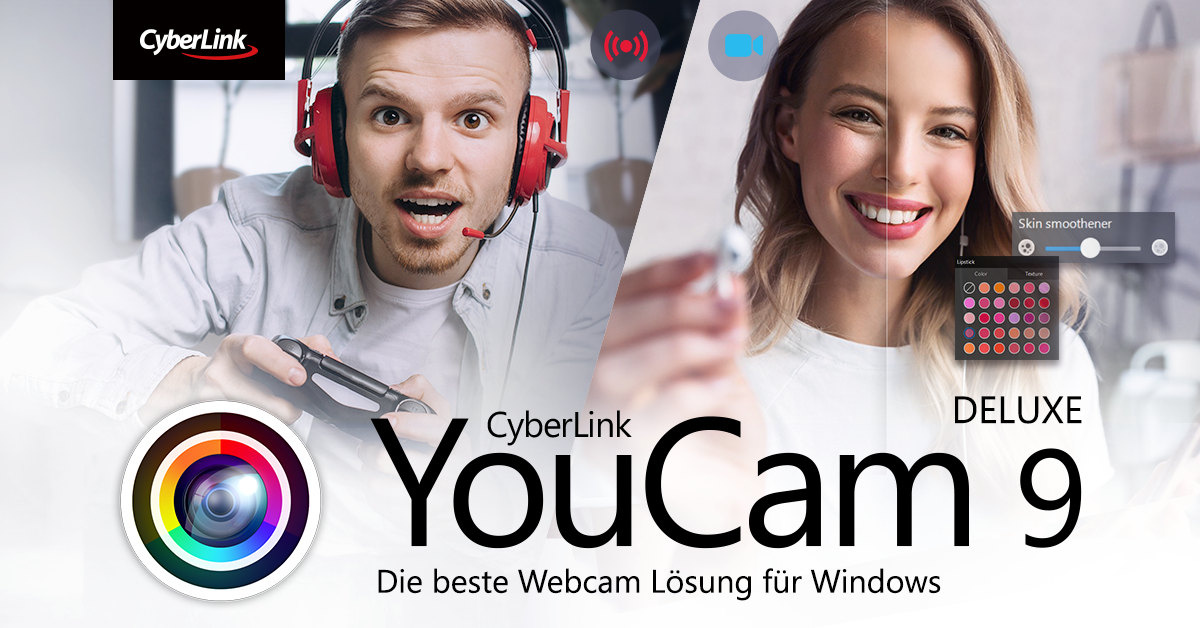 CyberLink
Skin smoothener
Lipstick
Color Texture
CyberLink
DELUXE
YouCam 9
Die beste Webcam Lösung für Windows